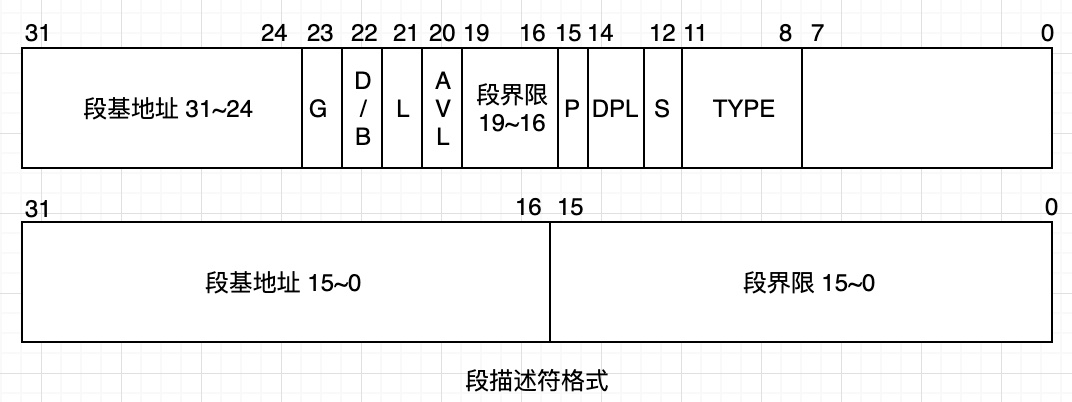 31 24 23 22 21 20 19 16 15 14 12 11 8 7 0
段基地址 31~24 G D/B L AVL 段界限 19~16 P DPL S TYPE
31 16 15 0
段基地址 15~0 段界限 15~0
段描述符格式